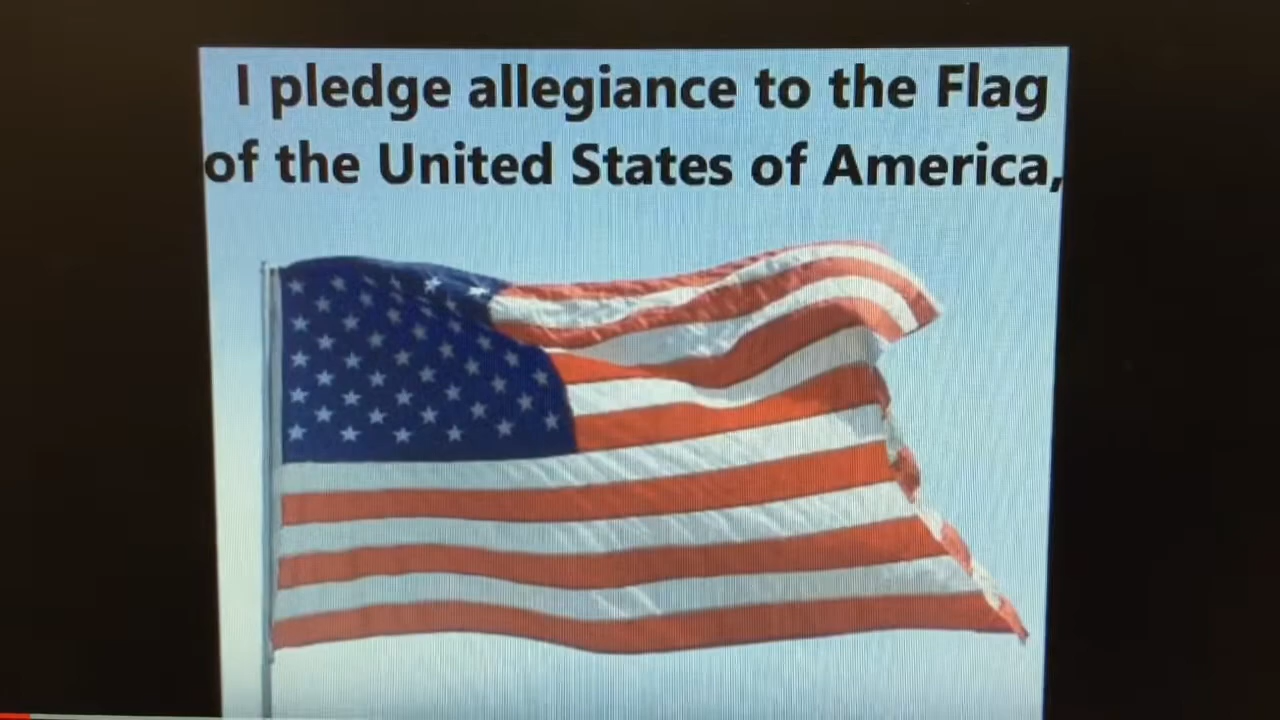 I pledge allegiance to the Flag
of the United States of America,